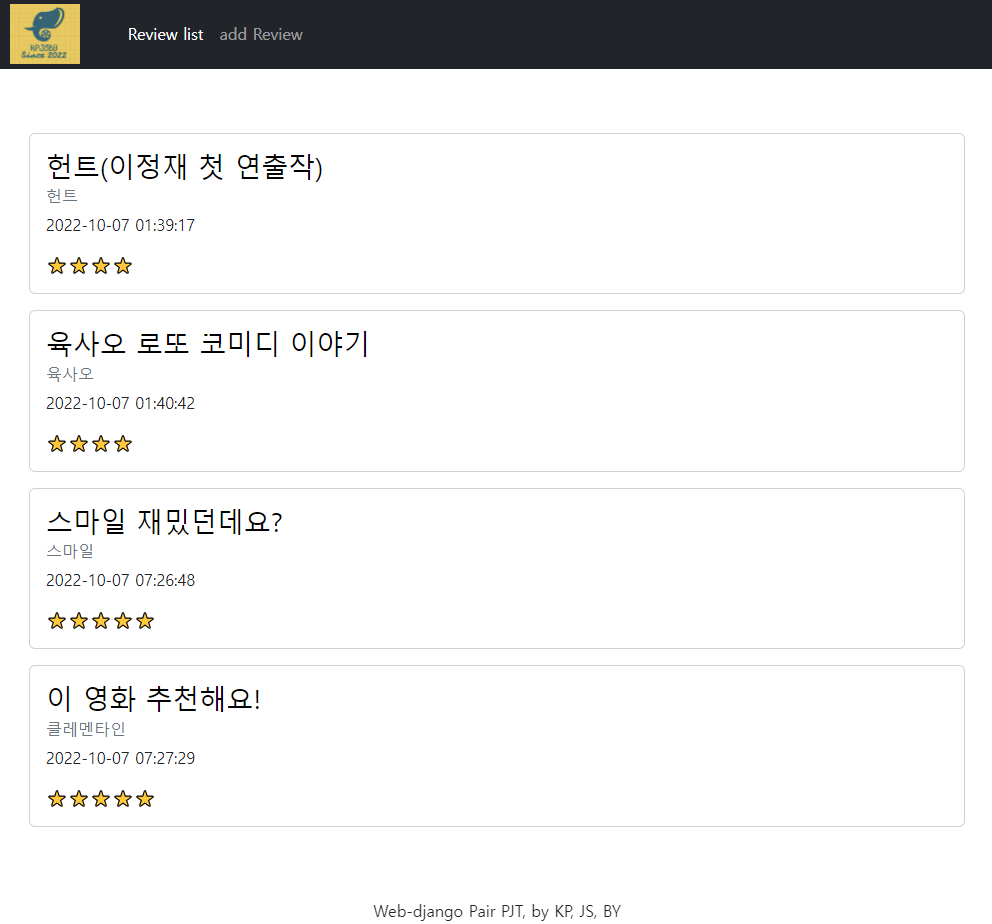 KPJSBY
Since 2022
Review list add Review
헌트(이정재 첫 연출작)
헌트
2022-10-07 01:39:17
육사오 로또 코미디 이야기
육사오
2022-10-07 01:40:42
스마일 재밌던데요?
스마일
2022-10-07 07:26:48
이 영화 추천해요!
클레멘타인
2022-10-07 07:27:29
Web-django Pair PJT, by KP, JS, BY